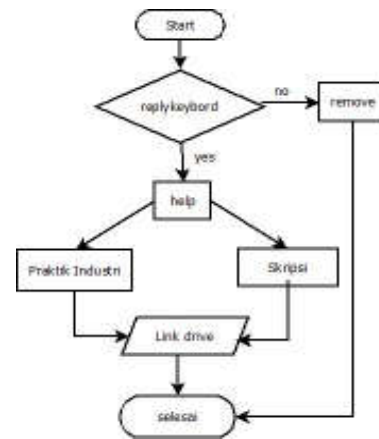 Start
replykeybord
no
remove
yes
help
Praktik Industri
Skripsi
Link drive
selesai